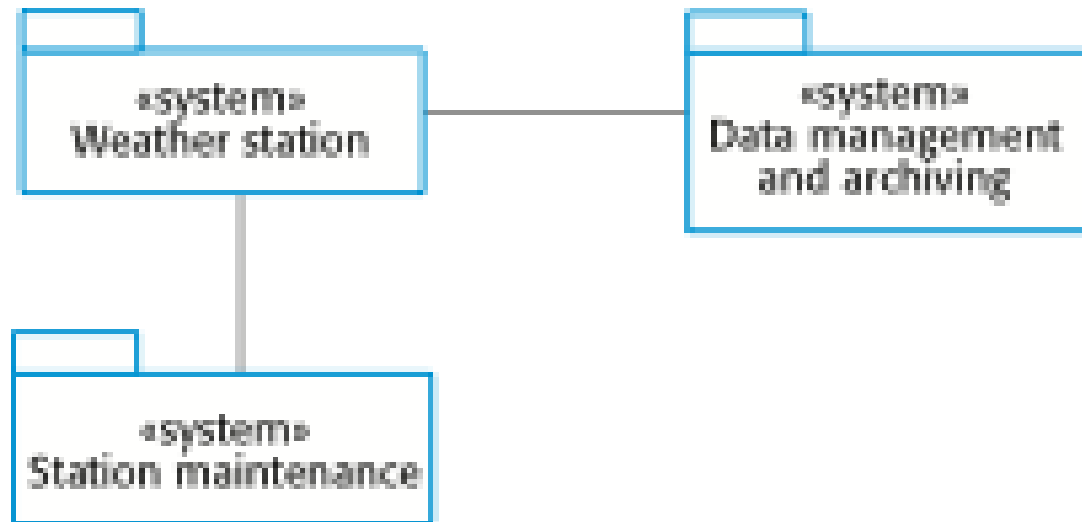 «system»
Weather station
«system»
Data management
and archiving
«system»
Station maintenance